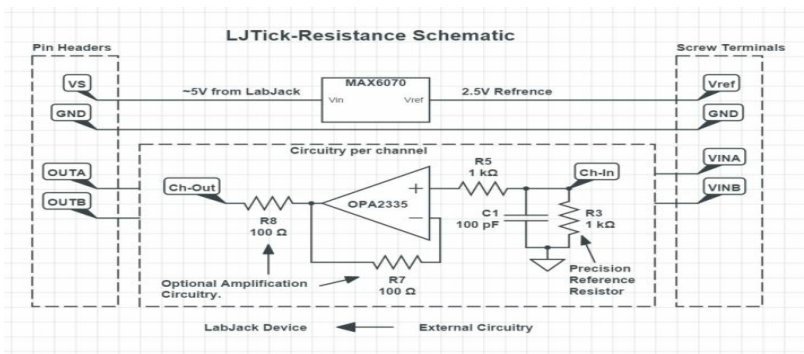 LJTick-Resistance Schematic
Pin Headers
Screw Terminals
VS
~5V from LabJack
MAX6070
Vin
Vref
2.5V Refrence
Vref
GND
GND
Circuitry per channel
OUTA
OUTB
Ch-Out
R8
100 Ω
OPA2335
+
−
R5
1 kΩ
Ch-In
C1
100 pF
R3
1 kΩ
VINA
VINB
Optional Amplification
Circuitry.
R7
100 Ω
Precision
Reference
Resistor
LabJack Device
External Circuitry